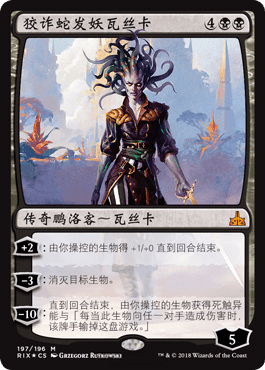 狡诈蛇发妖瓦丝卡 4
传奇鹏洛客～瓦丝卡
+2：由你操控的生物得 +1/+0 直到回合结束。
-3：消灭目标生物。
-10：直到回合结束，由你操控的生物获得死触异
能与「每当此生物向任一对手造成战斗伤害时，
该牌手输掉这盘游戏。」
197/196 M
RIX★CS GRZEGORZ RUTKOWSKI
5
™ & © 2018 Wizards of the Coast